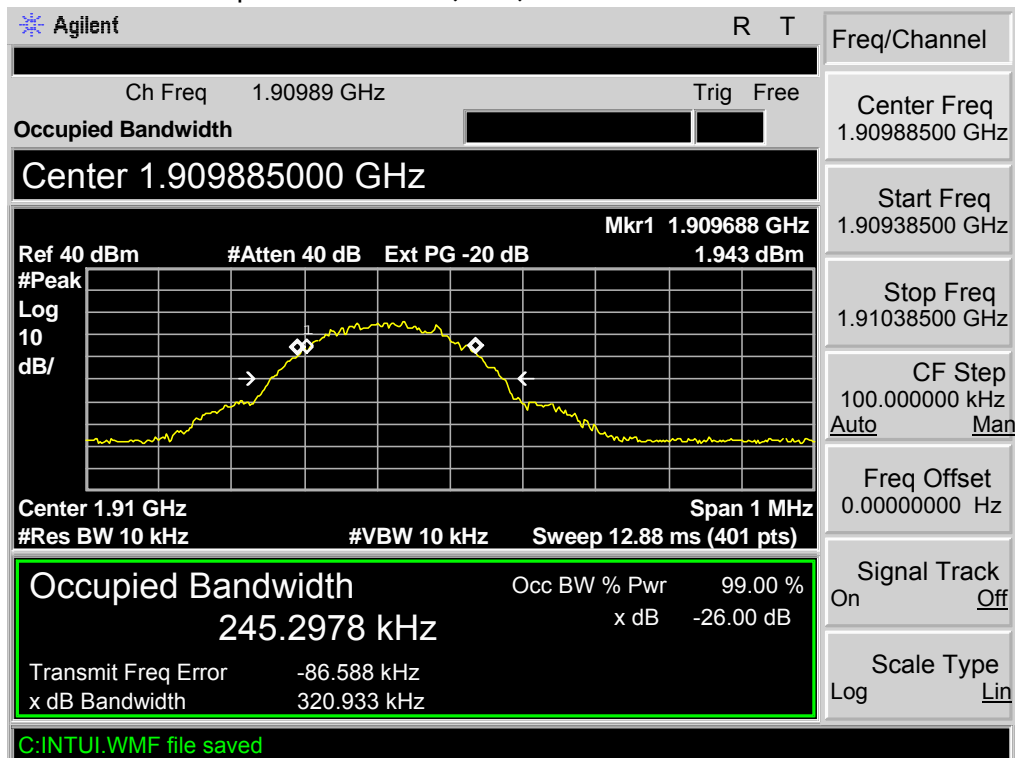 Agilent R T
Ch Freq 1.90989 GHz Trig Free
Occupied Bandwidth
Center 1.909885000 GHz
Mkr1 1.909688 GHz
Ref 40 dBm #Atten 40 dB Ext PG -20 dB 1.943 dBm
#Peak
Log
10
dB/
1
Center 1.91 GHz Span 1 MHz
#Res BW 10 kHz #VBW 10 kHz Sweep 12.88 ms (401 pts)
Occupied Bandwidth Occ BW % Pwr 99.00 %
245.2978 kHz x dB -26.00 dB
Transmit Freq Error -86.588 kHz
x dB Bandwidth 320.933 kHz
C:INTUI.WMF file saved
Freq/Channel
Center Freq
1.90988500 GHz
Start Freq
1.90938500 GHz
Stop Freq
1.91038500 GHz
CF Step
100.000000 kHz
Auto Man
Freq Offset
0.00000000 Hz
Signal Track
On Off
Scale Type
Log Lin